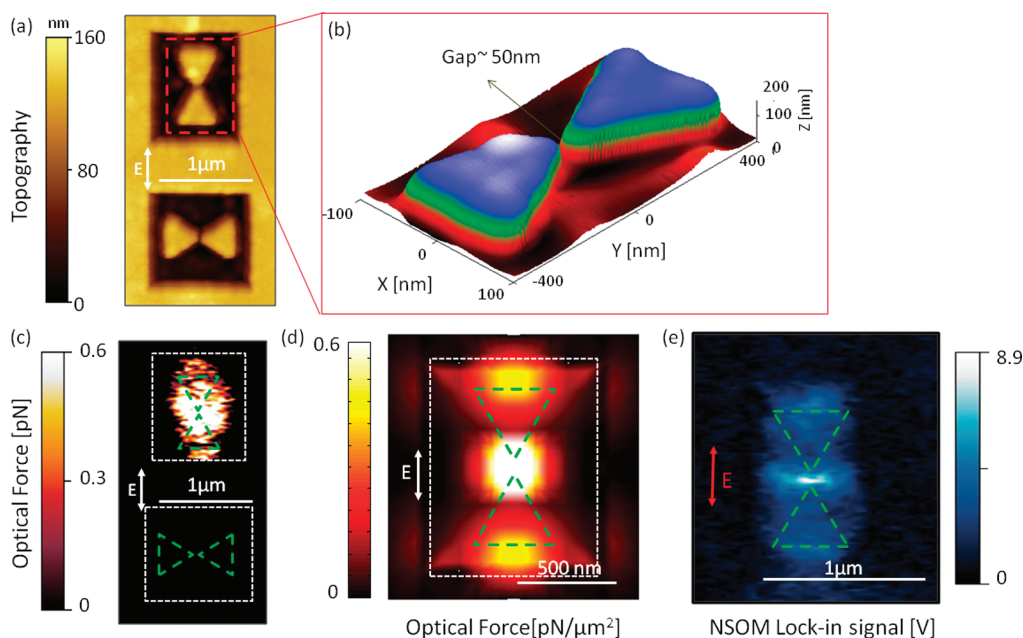 (a)
nm
160
80
0
Topography
E
1μm
(b)
Gap~ 50nm
200
100
0
Z [nm]
400
0
-400
Y [nm]
-100
0
100
X [nm]
(c)
0.6
0.3
0
Optical Force[pN]
E
1μm
(d)
0.6
0
E
500 nm
Optical Force[pN/μm²]
(e)
8.9
0
E
1μm
NSOM Lock-in signal [V]